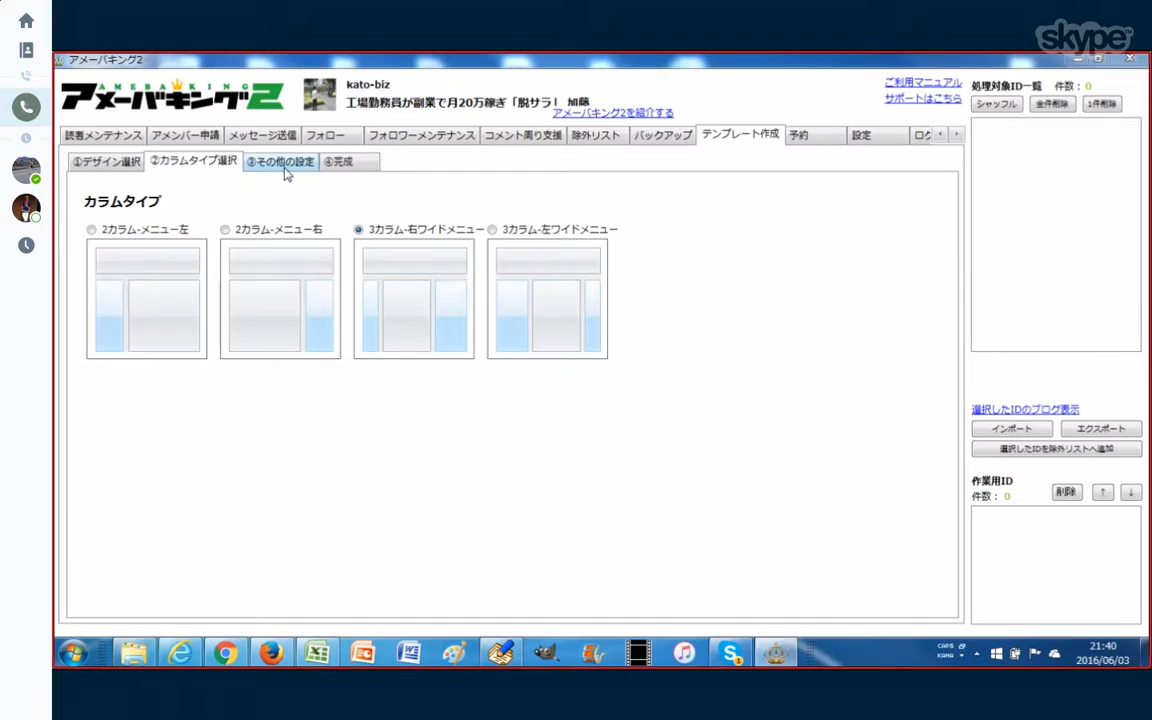 skype
アメーバキング2
AMEBAKING
アメーバキング2
kato-biz
工場勤務員が副業で月20万稼ぎ「脱サラ」 加藤
アメーバキング2を紹介する
ご利用マニュアル
サポートはこちら
処理対象ID一覧 件数：0
シャッフル 全件削除 1件削除
読者メンテナンス アメンバー申請 メッセージ送信 フォロー フォロワーメンテナンス コメント周り支援 除外リスト バックアップ テンプレート作成 予約 設定 ログ
①デザイン選択 ②カラムタイプ選択 ③その他の設定 ④完成
カラムタイプ
2カラム-メニュー左 2カラム-メニュー右 3カラム-右ワイドメニュー 3カラム-左ワイドメニュー
選択したIDのブログ表示
インポート エクスポート
選択したIDを除外リストへ追加
作業用ID
件数：0 削除 ↑ ↓
CAPS
KANA
21:40
2016/06/03